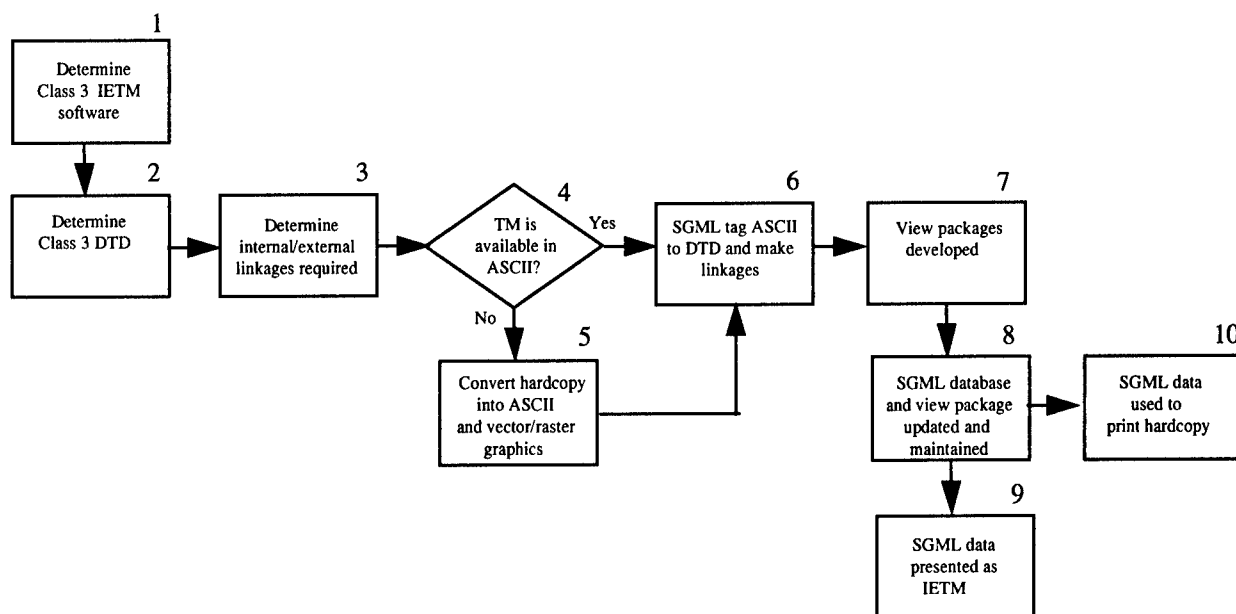 1
Determine
Class 3 IETM
software
2
Determine
Class 3 DTD
3
Determine
internal/external
linkages required
4
TM is
available in
ASCII?
Yes
No
5
Convert hardcopy
into ASCII
and vector/raster
graphics
6
SGML tag ASCII
to DTD and make
linkages
7
View packages
developed
8
SGML database
and view package
updated and
maintained
9
SGML data
presented as
IETM
10
SGML data
used to
print hardcopy